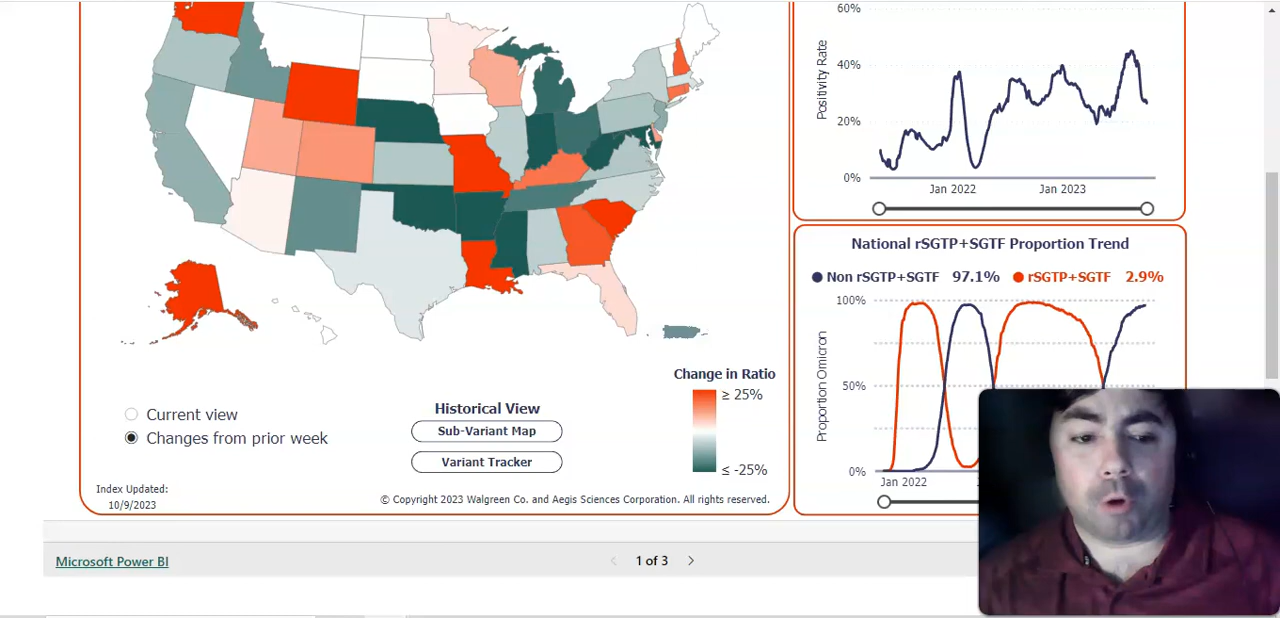 60%
40%
20%
0%
Positivity Rate
Jan 2022
Jan 2023
National rSGTP+SGTF Proportion Trend
Non rSGTP+SGTF 97.1%
rSGTP+SGTF 2.9%
100%
50%
0%
Proportion Omicron
Jan 2022
Change in Ratio
≥ 25%
≤ -25%
Current view
Changes from prior week
Historical View
Sub-Variant Map
Variant Tracker
Index Updated:
10/9/2023
© Copyright 2023 Walgreen Co. and Aegis Sciences Corporation. All rights reserved.
Microsoft Power BI
1 of 3